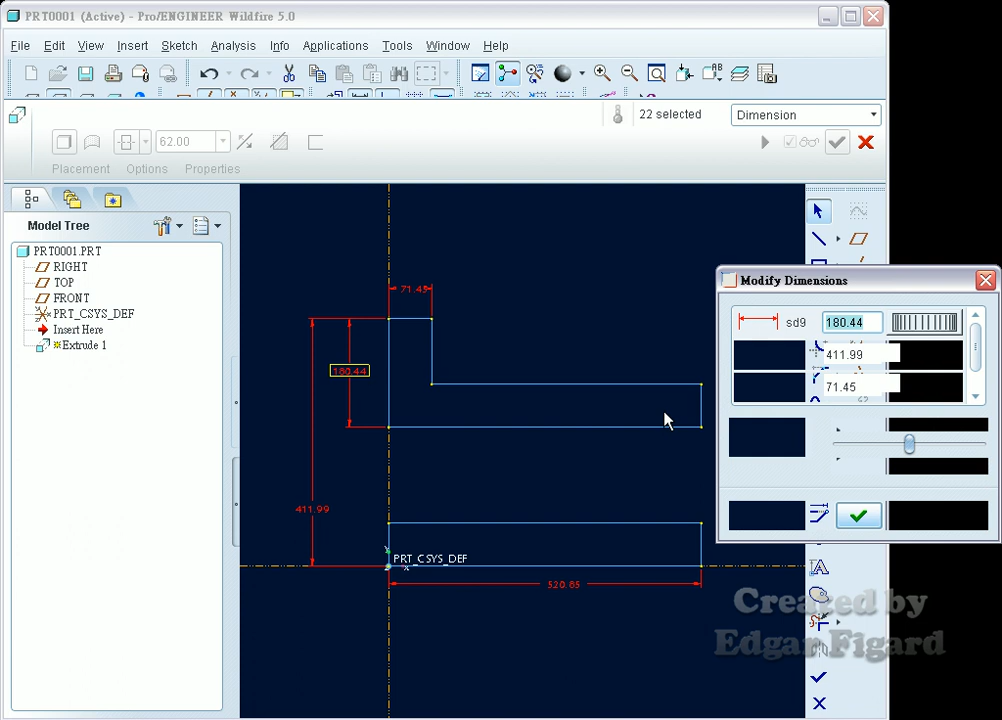 PRT0001 (Active) - Pro/ENGINEER Wildfire 5.0
File Edit View Insert Sketch Analysis Info Applications Tools Window Help
22 selected Dimension
62.00
Placement Options Properties
Model Tree
PRT0001.PRT
RIGHT
TOP
FRONT
PRT_CSYS_DEF
Insert Here
Extrude 1
71.45
180.44
411.99
PRT_CSYS_DEF
520.85
Modify Dimensions
sd9 180.44
411.99
71.45
Created by
Edgar Figard